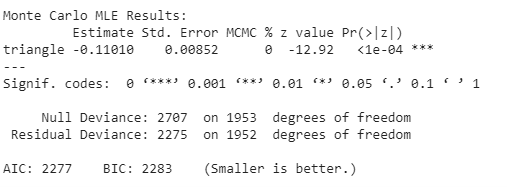 Monte Carlo MLE Results:
Estimate Std. Error MCMC % z value Pr(>|z|)
triangle -0.11010 0.00852 0 -12.92 <1e-04 ***
---
Signif. codes: 0 ‘***’ 0.001 ‘**’ 0.01 ‘*’ 0.05 ‘.’ 0.1 ‘ ’ 1
Null Deviance: 2707 on 1953 degrees of freedom
Residual Deviance: 2275 on 1952 degrees of freedom
AIC: 2277 BIC: 2283 (Smaller is better.)